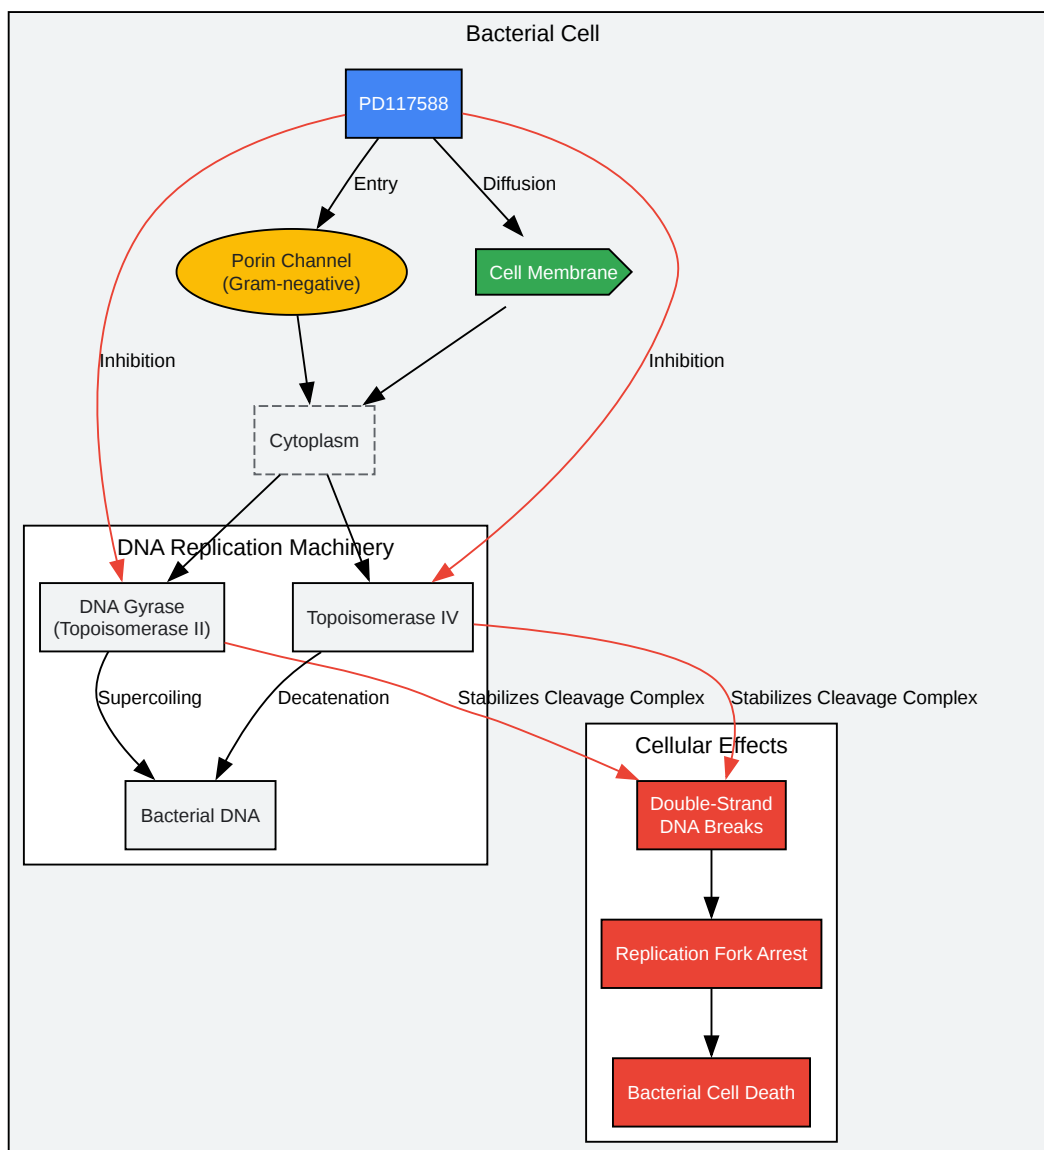 Bacterial Cell
PD117588
Entry
Diffusion
Porin Channel
(Gram-negative)
Cell Membrane
Inhibition
Inhibition
Cytoplasm
DNA Replication Machinery
DNA Gyrase
(Topoisomerase II)
Topoisomerase IV
Supercoiling
Decatenation
Stabilizes Cleavage Complex
Stabilizes Cleavage Complex
Bacterial DNA
Cellular Effects
Double-Strand
DNA Breaks
Replication Fork Arrest
Bacterial Cell Death